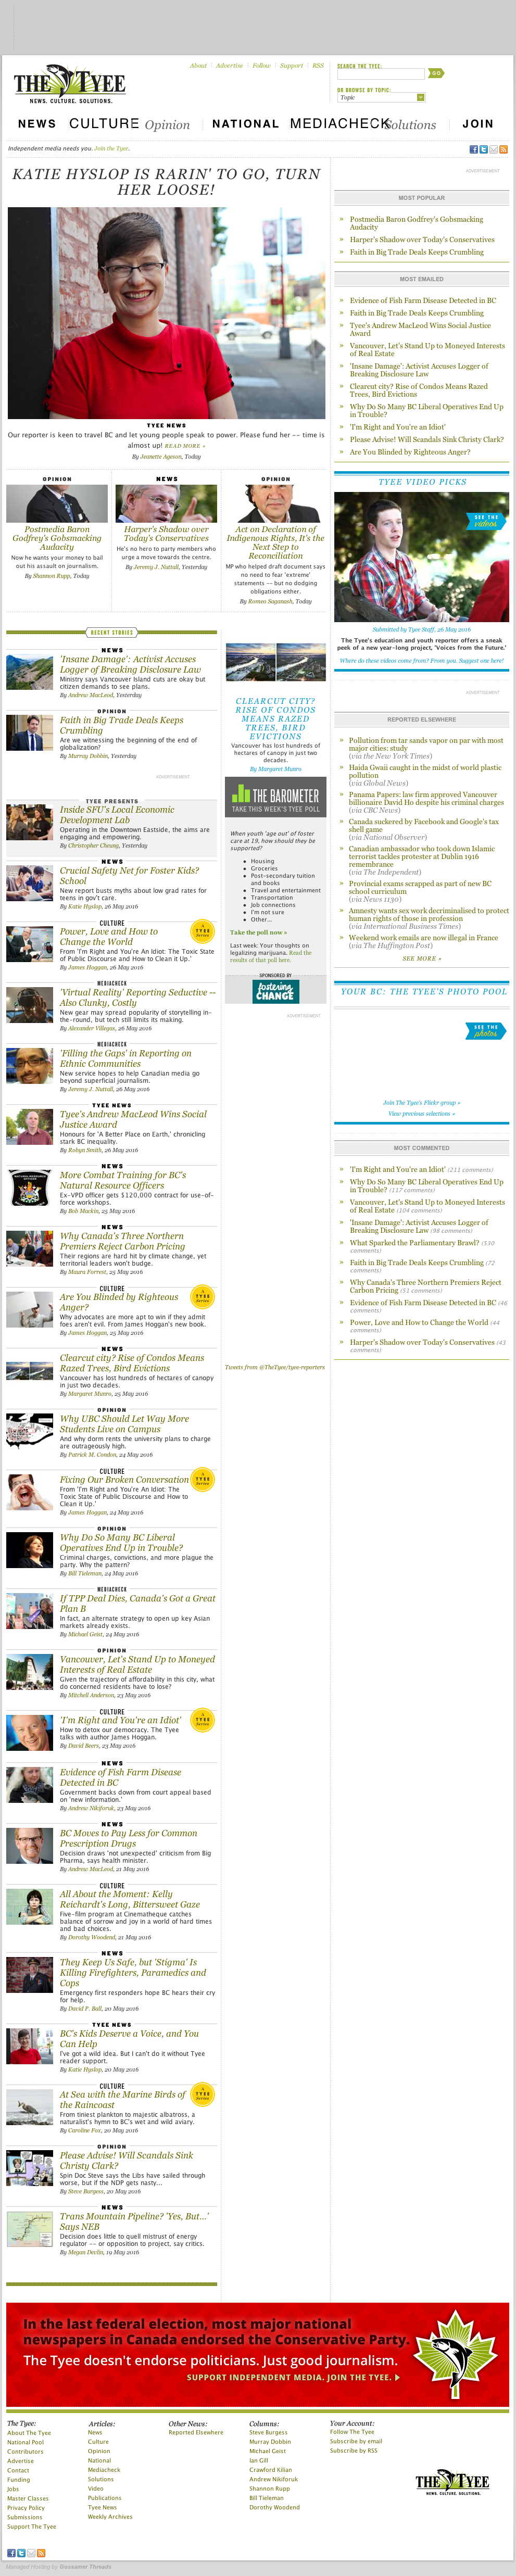 About
Advertise
Follow
Support
RSS
SEARCH THE TYEE:
GO
THE TYEE
NEWS. CULTURE. SOLUTIONS.
OR BROWSE BY TOPIC:
Topic
NEWS
CULTURE
Opinion
NATIONAL
MEDIACHECK
Solutions
JOIN
Independent media needs you. Join the Tyee.
KATIE HYSLOP IS RARIN' TO GO, TURN
HER LOOSE!
TYEE NEWS
Our reporter is keen to travel BC and let young people speak to power. Please fund her -- time is
almost up! READ MORE »
By Jeanette Ageson, Today
OPINION
Postmedia Baron
Godfrey's Gobsmacking
Audacity
Now he wants your money to bail
out his assault on journalism.
By Shannon Rupp, Today
NEWS
Harper's Shadow over
Today's Conservatives
He's hero to party members who
urge a move towards the centre.
By Jeremy J. Nuttall, Yesterday
OPINION
Act on Declaration of
Indigenous Rights, It's the
Next Step to
Reconciliation
MP who helped draft document says
no need to fear 'extreme'
statements -- but no dodging
obligations either.
By Romeo Saganash, Today
RECENT STORIES
NEWS
'Insane Damage': Activist Accuses
Logger of Breaking Disclosure Law
Ministry says Vancouver Island cuts are okay but
citizen demands to see plans.
By Andrew MacLeod, Yesterday
OPINION
Faith in Big Trade Deals Keeps
Crumbling
Are we witnessing the beginning of the end of
globalization?
By Murray Dobbin, Yesterday
ADVERTISEMENT
TYEE PRESENTS
Inside SFU's Local Economic
Development Lab
Operating in the Downtown Eastside, the aims are
engaging and empowering.
By Christopher Cheung, Yesterday
NEWS
Crucial Safety Net for Foster Kids?
School
New report busts myths about low grad rates for
teens in gov't care.
By Katie Hyslop, 26 May 2016
CULTURE
Power, Love and How to
Change the World
From 'I'm Right and You're An Idiot: The Toxic State
of Public Discourse and How to Clean it Up.'
By James Hoggan, 26 May 2016
A TYEE Series
MEDIACHECK
'Virtual Reality' Reporting Seductive --
Also Clunky, Costly
New gear may spread popularity of storytelling in-
the-round, but tech still limits its making.
By Alexander Villegas, 26 May 2016
MEDIACHECK
'Filling the Gaps' in Reporting on
Ethnic Communities
New service hopes to help Canadian media go
beyond superficial journalism.
By Jeremy J. Nuttall, 26 May 2016
TYEE NEWS
Tyee's Andrew MacLeod Wins Social
Justice Award
Honours for 'A Better Place on Earth,' chronicling
stark BC inequality.
By Robyn Smith, 26 May 2016
NEWS
More Combat Training for BC's
Natural Resource Officers
Ex-VPD officer gets $120,000 contract for use-of-
force workshops.
By Bob Mackin, 25 May 2016
NEWS
Why Canada's Three Northern
Premiers Reject Carbon Pricing
Their regions are hard hit by climate change, yet
territorial leaders won't budge.
By Maura Forrest, 25 May 2016
CULTURE
Are You Blinded by Righteous
Anger?
Why advocates are more apt to win if they admit
foes aren't evil. From James Hoggan's new book.
By James Hoggan, 25 May 2016
A TYEE Series
NEWS
Clearcut city? Rise of Condos Means
Razed Trees, Bird Evictions
Vancouver has lost hundreds of hectares of canopy
in just two decades.
By Margaret Munro, 25 May 2016
OPINION
Why UBC Should Let Way More
Students Live on Campus
And why dorm rents the university plans to charge
are outrageously high.
By Patrick M. Condon, 24 May 2016
CULTURE
Fixing Our Broken Conversation
From 'I'm Right and You're An Idiot: The
Toxic State of Public Discourse and How to
Clean it Up.'
By James Hoggan, 24 May 2016
A TYEE Series
OPINION
Why Do So Many BC Liberal
Operatives End Up in Trouble?
Criminal charges, convictions, and more plague the
party. Why the pattern?
By Bill Tieleman, 24 May 2016
MEDIACHECK
If TPP Deal Dies, Canada's Got a Great
Plan B
In fact, an alternate strategy to open up key Asian
markets already exists.
By Michael Geist, 24 May 2016
OPINION
Vancouver, Let's Stand Up to Moneyed
Interests of Real Estate
Given the trajectory of affordability in this city, what
do concerned residents have to lose?
By Mitchell Anderson, 23 May 2016
CULTURE
'I'm Right and You're an Idiot'
How to detox our democracy. The Tyee
talks with author James Hoggan.
By David Beers, 23 May 2016
A TYEE Series
NEWS
Evidence of Fish Farm Disease
Detected in BC
Government backs down from court appeal based
on 'new information.'
By Andrew Nikiforuk, 23 May 2016
NEWS
BC Moves to Pay Less for Common
Prescription Drugs
Decision draws 'not unexpected' criticism from Big
Pharma, says health minister.
By Andrew MacLeod, 21 May 2016
CULTURE
All About the Moment: Kelly
Reichardt's Long, Bittersweet Gaze
Five-film program at Cinematheque catches
balance of sorrow and joy in a world of hard times
and bad choices.
By Dorothy Woodend, 21 May 2016
NEWS
They Keep Us Safe, but 'Stigma' Is
Killing Firefighters, Paramedics and
Cops
Emergency first responders hope BC hears their cry
for help.
By David P. Ball, 20 May 2016
TYEE NEWS
BC's Kids Deserve a Voice, and You
Can Help
I've got a wild idea. But I can't do it without Tyee
reader support.
By Katie Hyslop, 20 May 2016
CULTURE
At Sea with the Marine Birds of
the Raincoast
From tiniest plankton to majestic albatross, a
naturalist's hymn to BC's wet and wild aviary.
By Caroline Fox, 20 May 2016
A TYEE Series
OPINION
Please Advise! Will Scandals Sink
Christy Clark?
Spin Doc Steve says the Libs have sailed through
worse, but if the NDP gets nasty...
By Steve Burgess, 20 May 2016
NEWS
Trans Mountain Pipeline? 'Yes, But...'
Says NEB
Decision does little to quell mistrust of energy
regulator -- or opposition to project, say critics.
By Megan Devlin, 19 May 2016
CLEARCUT CITY?
RISE OF CONDOS
MEANS RAZED
TREES, BIRD
EVICTIONS
Vancouver has lost hundreds of
hectares of canopy in just two
decades.
By Margaret Munro
THE BAROMETER
TAKE THIS WEEK'S TYEE POLL
When youth 'age out' of foster
care at 19, how should they be
supported?
Housing
Groceries
Post-secondary tuition
and books
Travel and entertainment
Transportation
Job connections
I'm not sure
Other...
Take the poll now »
Last week: Your thoughts on
legalizing marijuana. Read the
results of that poll here.
SPONSORED BY
fostering
CHANGE
ADVERTISEMENT
Tweets from @TheTyee/tyee-reporters
ADVERTISEMENT
MOST POPULAR
Postmedia Baron Godfrey's Gobsmacking
Audacity
Harper's Shadow over Today's Conservatives
Faith in Big Trade Deals Keeps Crumbling
MOST EMAILED
Evidence of Fish Farm Disease Detected in BC
Faith in Big Trade Deals Keeps Crumbling
Tyee's Andrew MacLeod Wins Social Justice
Award
Vancouver, Let's Stand Up to Moneyed Interests
of Real Estate
'Insane Damage': Activist Accuses Logger of
Breaking Disclosure Law
Clearcut city? Rise of Condos Means Razed
Trees, Bird Evictions
Why Do So Many BC Liberal Operatives End Up
in Trouble?
'I'm Right and You're an Idiot'
Please Advise! Will Scandals Sink Christy Clark?
Are You Blinded by Righteous Anger?
TYEE VIDEO PICKS
SEE THE
videos
Submitted by Tyee Staff, 26 May 2016
The Tyee's education and youth reporter offers a sneak
peek of a new year-long project, 'Voices from the Future.'
Where do these videos come from? From you. Suggest one here!
ADVERTISEMENT
REPORTED ELSEWHERE
Pollution from tar sands vapor on par with most
major cities: study
(via the New York Times)
Haida Gwaii caught in the midst of world plastic
pollution
(via Global News)
Panama Papers: law firm approved Vancouver
billionaire David Ho despite his criminal charges
(via CBC News)
Canada suckered by Facebook and Google's tax
shell game
(via National Observer)
Canadian ambassador who took down Islamic
terrorist tackles protester at Dublin 1916
remembrance
(via The Independent)
Provincial exams scrapped as part of new BC
school curriculum
(via News 1130)
Amnesty wants sex work decriminalised to protect
human rights of those in profession
(via International Business Times)
Weekend work emails are now illegal in France
(via The Huffington Post)
SEE MORE »
YOUR BC: THE TYEE'S PHOTO POOL
SEE THE
photos
Join The Tyee's Flickr group »
View previous selections »
MOST COMMENTED
'I'm Right and You're an Idiot' (211 comments)
Why Do So Many BC Liberal Operatives End Up
in Trouble? (117 comments)
Vancouver, Let's Stand Up to Moneyed Interests
of Real Estate (104 comments)
'Insane Damage': Activist Accuses Logger of
Breaking Disclosure Law (98 comments)
What Sparked the Parliamentary Brawl? (530
comments)
Faith in Big Trade Deals Keeps Crumbling (72
comments)
Why Canada's Three Northern Premiers Reject
Carbon Pricing (51 comments)
Evidence of Fish Farm Disease Detected in BC (46
comments)
Power, Love and How to Change the World (44
comments)
Harper's Shadow over Today's Conservatives (43
comments)
In the last federal election, most major national
newspapers in Canada endorsed the Conservative Party.
The Tyee doesn't endorse politicians. Just good journalism.
SUPPORT INDEPENDENT MEDIA. JOIN THE TYEE.
The Tyee:
About The Tyee
National Pool
Contributors
Advertise
Contact
Funding
Jobs
Master Classes
Privacy Policy
Submissions
Support The Tyee
Articles:
News
Culture
Opinion
National
Mediacheck
Solutions
Video
Publications
Tyee News
Weekly Archives
Other News:
Reported Elsewhere
Columns:
Steve Burgess
Murray Dobbin
Michael Geist
Ian Gill
Crawford Kilian
Andrew Nikiforuk
Shannon Rupp
Bill Tieleman
Dorothy Woodend
Your Account:
Follow The Tyee
Subscribe by email
Subscribe by RSS
THE TYEE
NEWS. CULTURE. SOLUTIONS.
Managed Hosting by Gossamer Threads